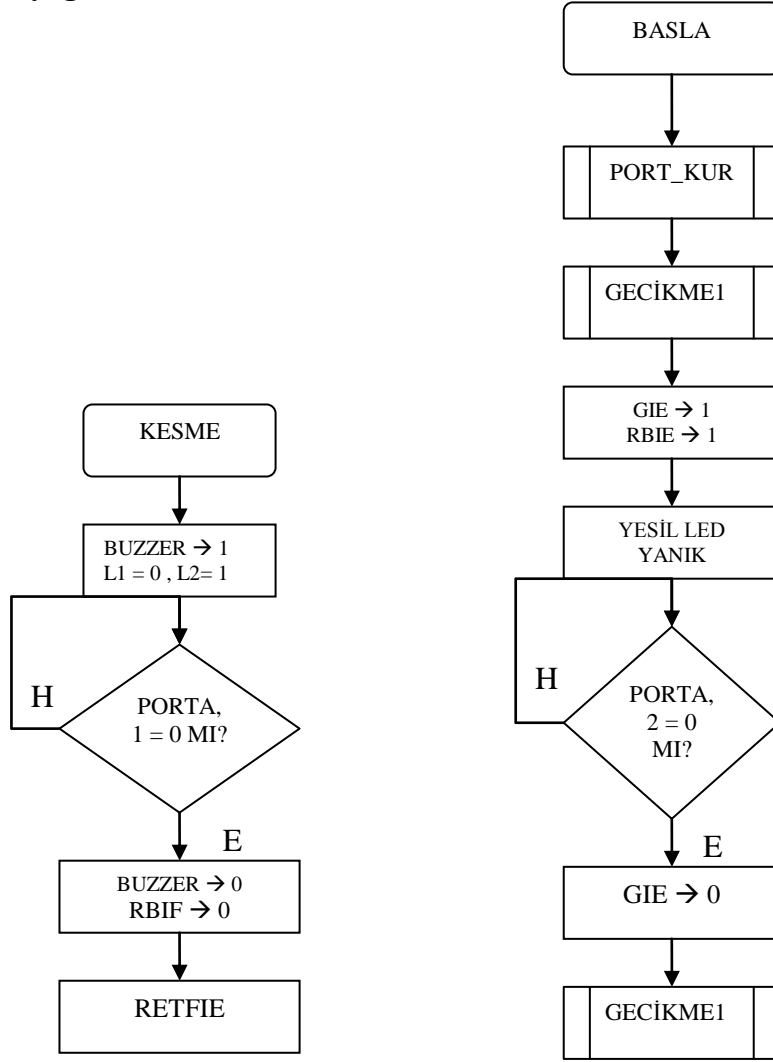 BASLA
PORT_KUR
GECİKME1
GIE → 1
RBIE → 1
YESİL LED
YANIK
H
PORTA,
2 = 0
MI?
E
GIE → 0
GECİKME1
KESME
BUZZER → 1
L1 = 0 , L2= 1
H
PORTA,
1 = 0 MI?
E
BUZZER → 0
RBIF → 0
RETFIE